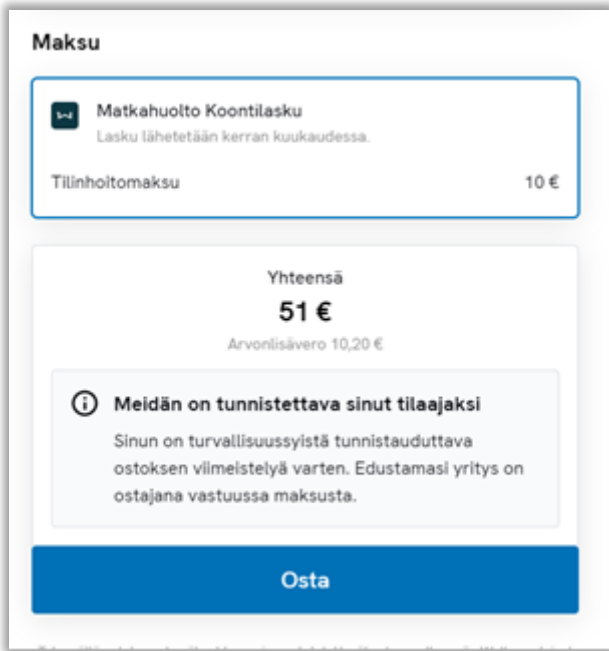 Maksu
Matkahuolto Koontilasku
Lasku lähetetään kerran kuukaudessa.
Tilinhoitomaksu 10 €
Yhteensä
51 €
Arvonlisävero 10,20 €
Meidän on tunnistettava sinut tilaajaksi
Sinun on turvallisuussyistä tunnistauduttava
ostoksen viimeistelyä varten. Edustamasi yritys on
ostajana vastuussa maksusta.
Osta